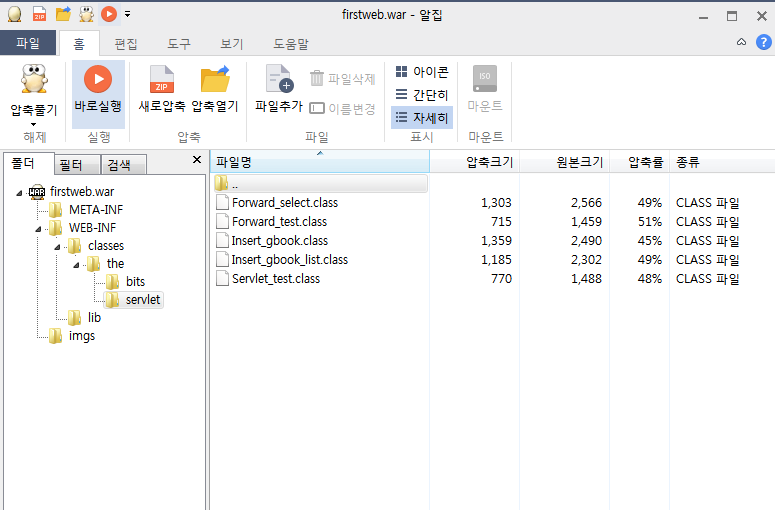 firstweb.war - 알집
파일 홈 편집 도구 보기 도움말
압축풀기 바로실행 새로압축 압축열기 파일추가 파일삭제 이름변경 아이콘 간단히 자세히 마운트
해제 실행 압축 파일 표시 마운트
폴더 필터 검색
firstweb.war
META-INF
WEB-INF
classes
the
bits
servlet
lib
imgs
파일명 압축크기 원본크기 압축률 종류
..
Forward_select.class 1,303 2,566 49% CLASS 파일
Forward_test.class 715 1,459 51% CLASS 파일
Insert_gbook.class 1,359 2,490 45% CLASS 파일
Insert_gbook_list.class 1,185 2,302 49% CLASS 파일
Servlet_test.class 770 1,488 48% CLASS 파일